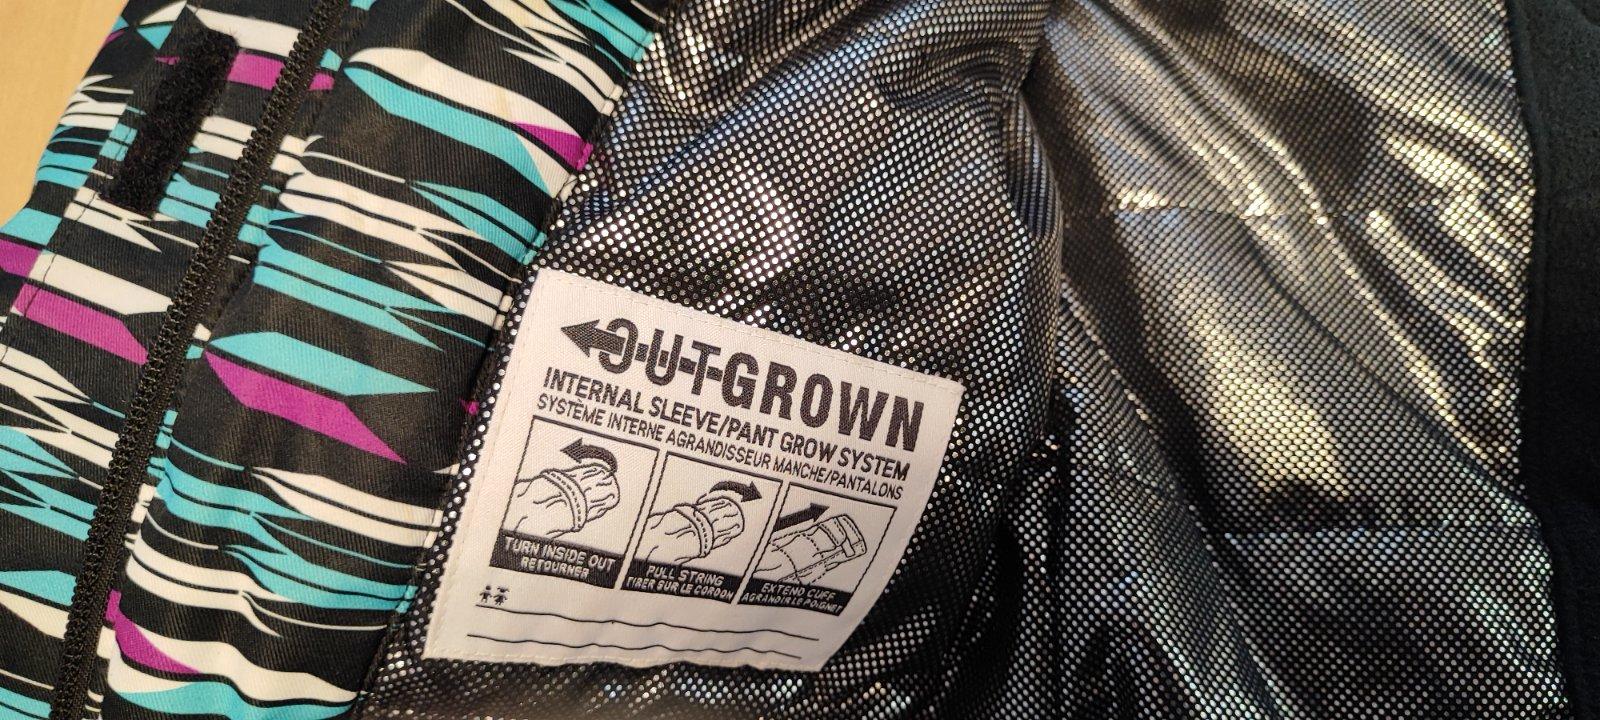 OUTGROWN
INTERNAL SLEEVE/PANT GROW SYSTEM
SYSTEME INTERNE AGRANDISSEUR MANCHE/PANTALONS
TURN INSIDE OUT
RETOURNER
PULL STRING
TIRER SUR LE CORDON
EXTEND CUFF
AGRANDIR LE POIGNET